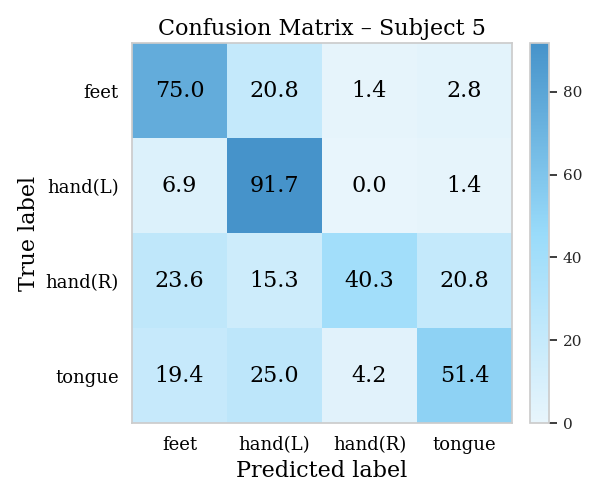 Confusion Matrix – Subject 5
feet 75.0 20.8 1.4 2.8
hand(L) 6.9 91.7 0.0 1.4
hand(R) 23.6 15.3 40.3 20.8
tongue 19.4 25.0 4.2 51.4
feet hand(L) hand(R) tongue
Predicted label
True label
80
60
40
20
0